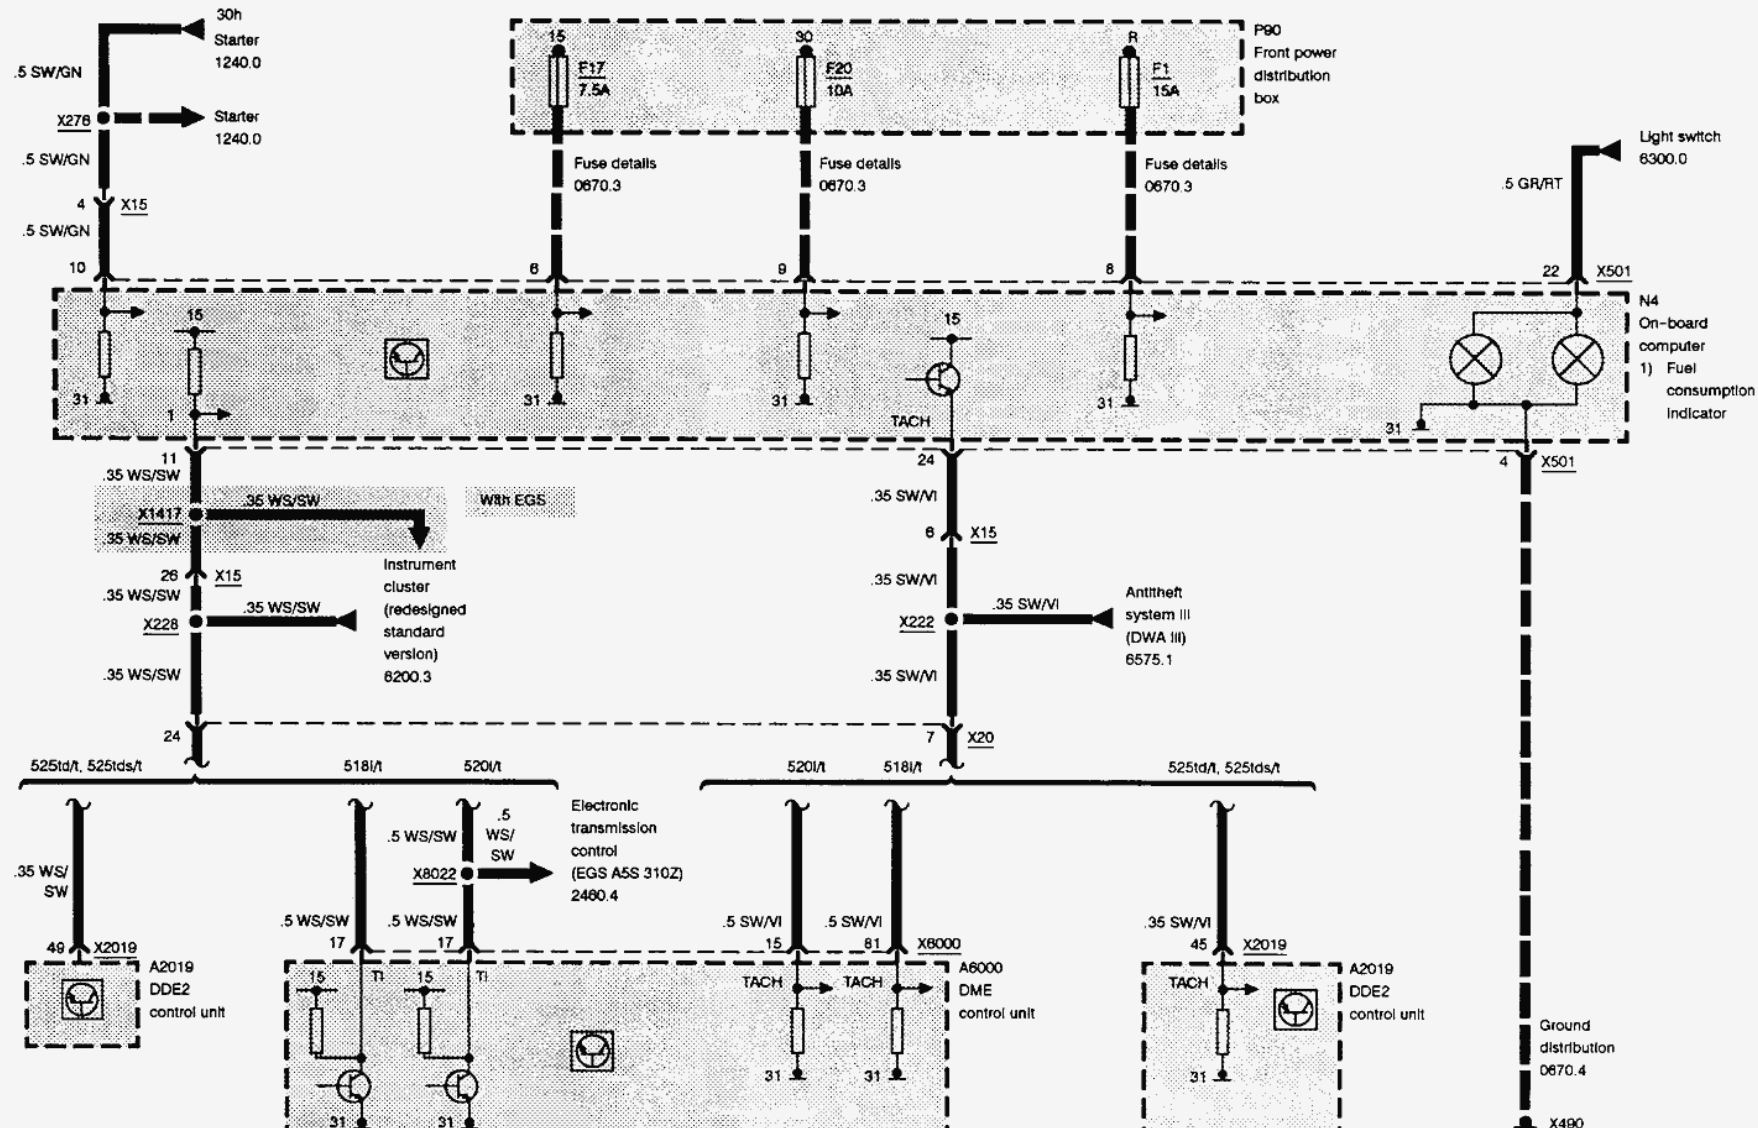 30h
Starter
1240.0
.5 SW/GN
X276
Starter
1240.0
.5 SW/GN
4
X15
.5 SW/GN
10
15
F17
7.5A
30
F20
10A
R
F1
15A
P90
Front power
distribution
box
Fuse details
0670.3
Fuse details
0670.3
Fuse details
0670.3
Light switch
6300.0
.5 GR/RT
6
9
8
22
X501
N4
On-board
computer
1) Fuel
consumption
indicator
15
31
1
31
31
15
TACH
31
31
11
.35 WS/SW
X1417
.35 WS/SW
.35 WS/SW
With EGS
26
X15
.35 WS/SW
X228
.35 WS/SW
.35 WS/SW
Instrument
cluster
(redesigned
standard
version)
6200.3
24
24
.35 SW/VI
6
X15
.35 SW/VI
X222
.35 SW/VI
Antitheft
system III
(DWA III)
6575.1
.35 SW/VI
7
X20
4
X501
525td/t, 525tds/t
518i/t
520i/t
520i/t
518i/t
525td/t, 525tds/t
.35 WS/
SW
49
X2019
A2019
DDE2
control unit
.5 WS/SW
.5
WS/
SW
X8022
Electronic
transmission
control
(EGS A5S 310Z)
2460.4
.5 WS/SW
17
.5 WS/SW
17
.5 SW/VI
15
.5 SW/VI
81
X6000
15
TI
15
TI
31
31
TACH
TACH
31
31
A6000
DME
control unit
.35 SW/VI
45
X2019
TACH
31
A2019
DDE2
control unit
Ground
distribution
0670.4
X490